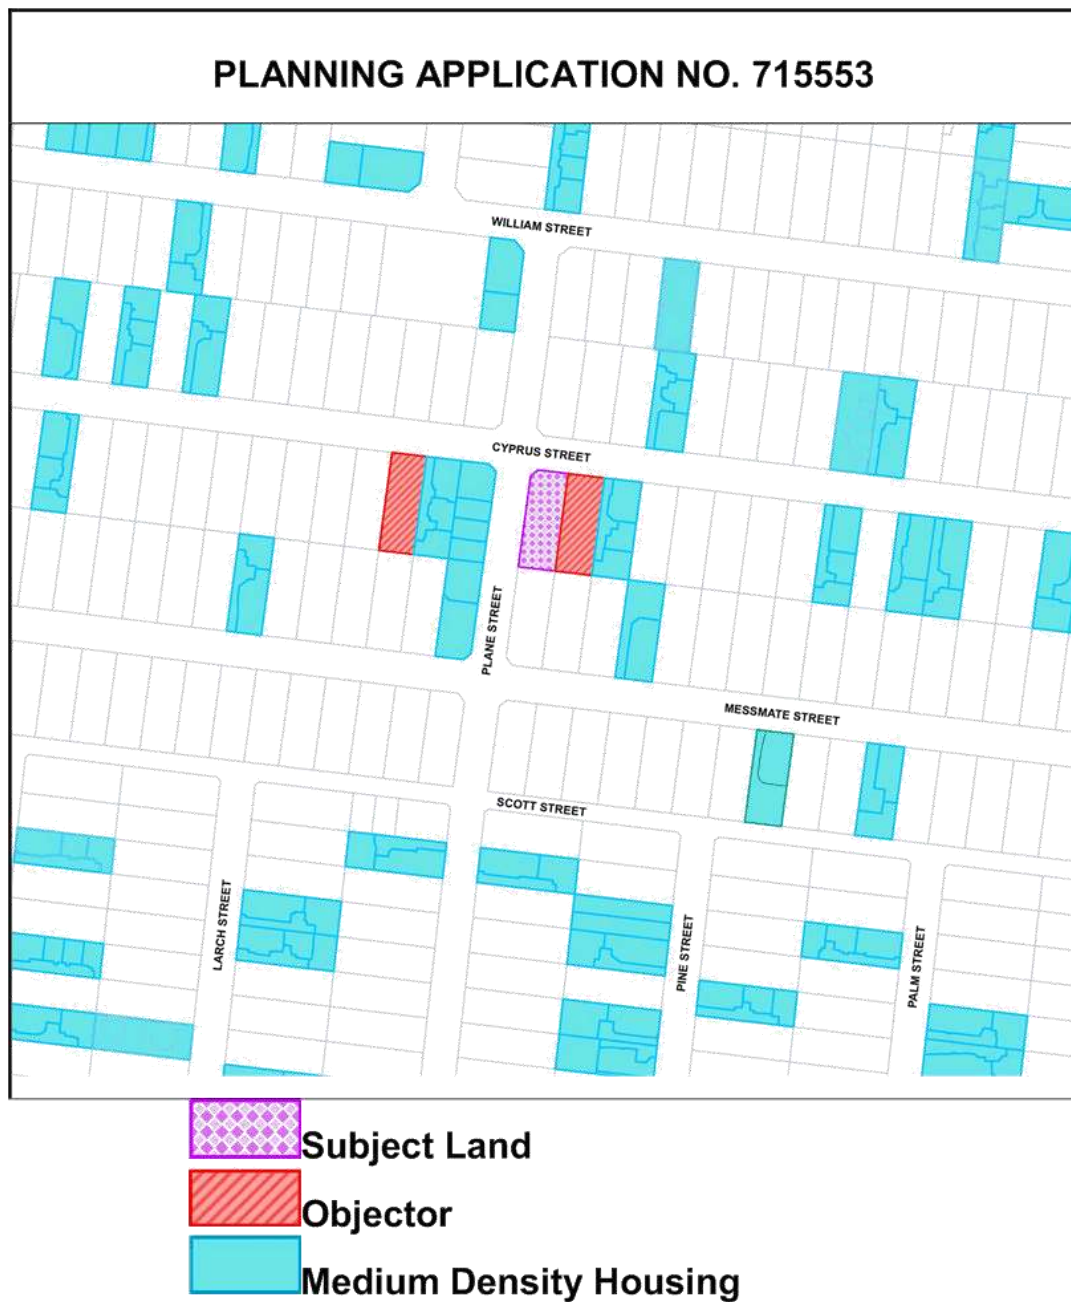 PLANNING APPLICATION NO. 715553
WILLIAM STREET
CYPRUS STREET
PLANE STREET
MESSMATE STREET
SCOTT STREET
LARCH STREET
PINE STREET
PALM STREET
Subject Land
Objector
Medium Density Housing